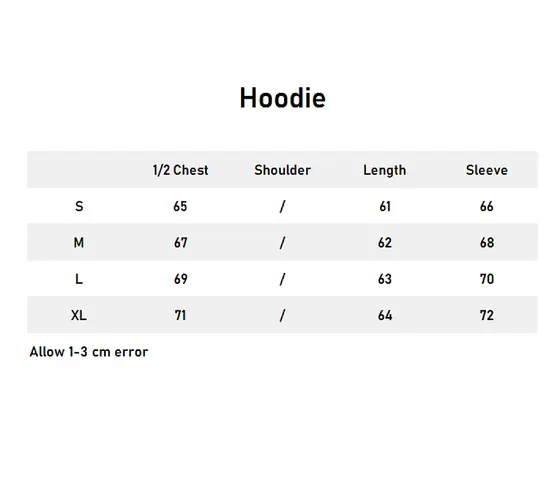 Hoodie
1/2 Chest Shoulder Length Sleeve
S 65 / 61 66
M 67 / 62 68
L 69 / 63 70
XL 71 / 64 72
Allow 1-3 cm error